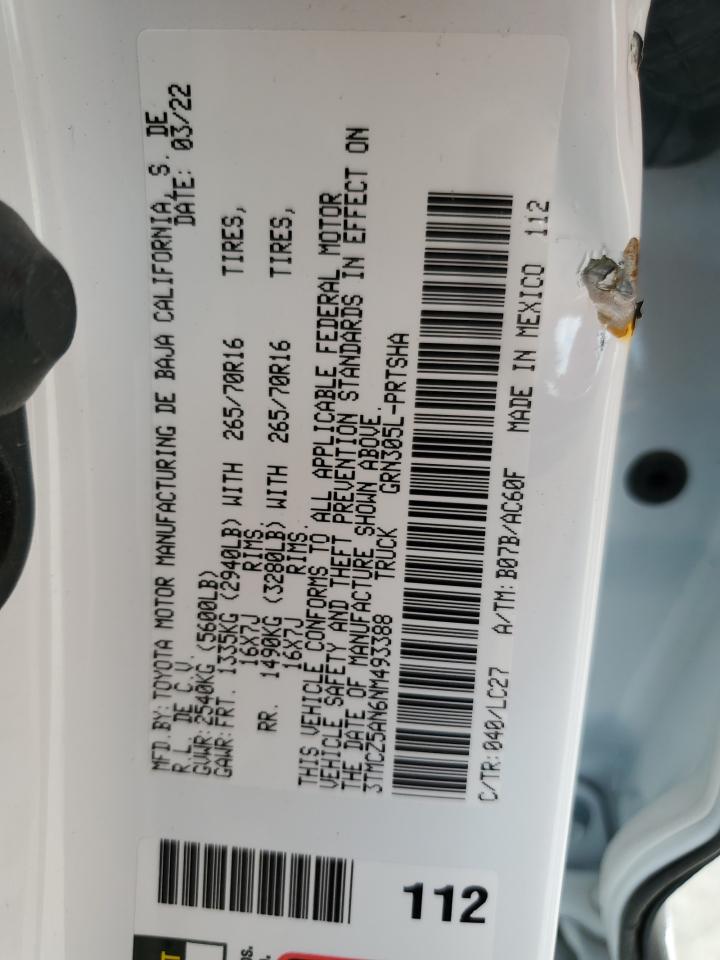 MFD.BY:TOYOTA MOTOR MANUFACTURING DE BAJA CALIFORNIA,S. DE
R.L. DE C.V. DATE: 03/22
GVWR:2540KG (5600LB)
GAWR:FRT. 1335KG (2940LB) WITH 265/70R16 TIRES,
16X7J RIMS,
RR. 1490KG (3280LB) WITH 265/70R16 TIRES,
16X7J RIMS.
THIS VEHICLE CONFORMS TO ALL APPLICABLE FEDERAL MOTOR
VEHICLE SAFETY AND THEFT PREVENTION STANDARDS IN EFFECT ON
THE DATE OF MANUFACTURE SHOWN ABOVE.
3TMCZ5AN6NM493388 TRUCK GRN305L-PRTSHA
C/TR:040/LC27 A/TM:B07B/AC60F MADE IN MEXICO 112
112